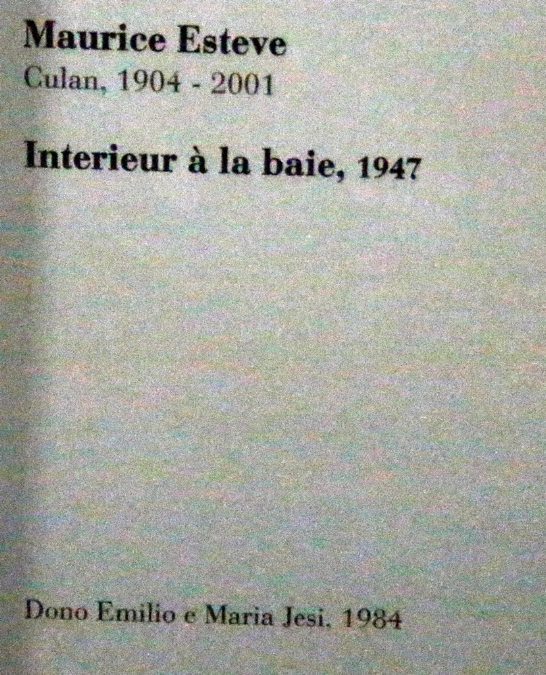 Maurice Esteve
Culan, 1904 - 2001
Interieur à la baie, 1947
Dono Emilio e Maria Jesi, 1984